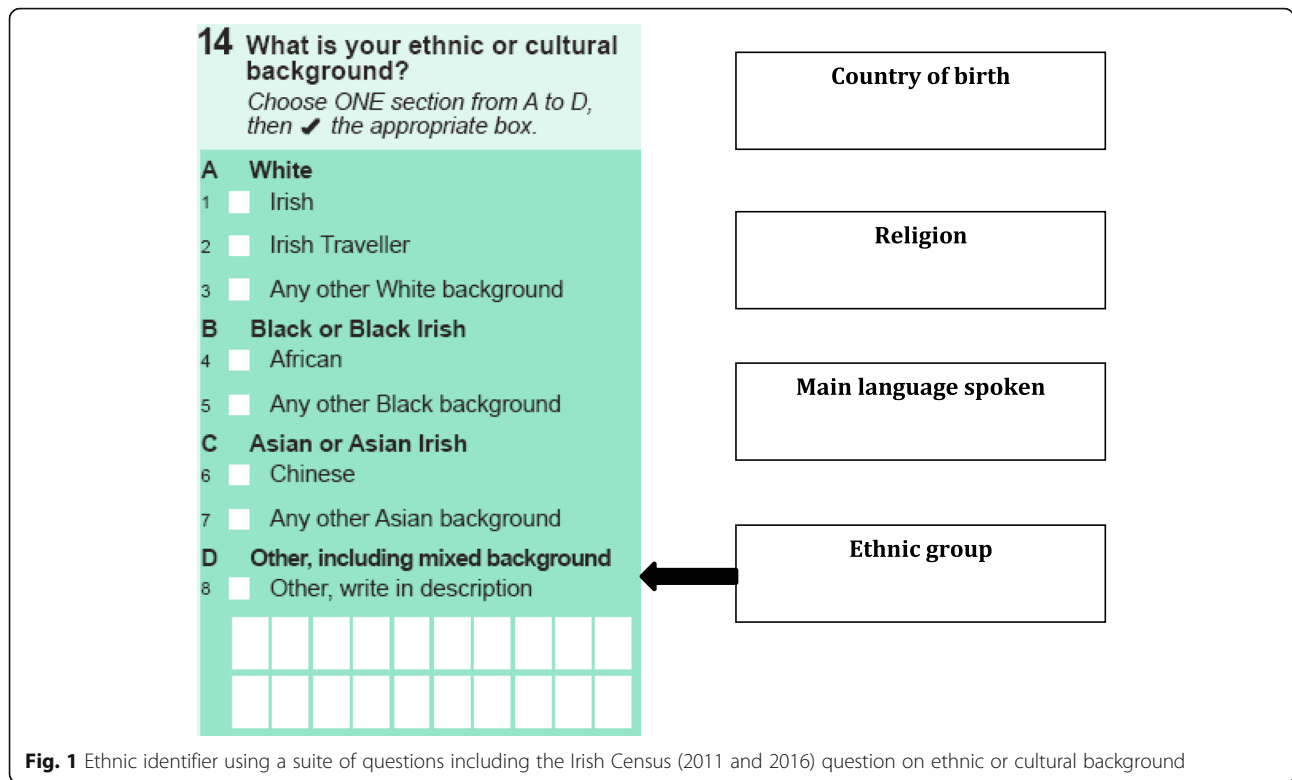 14 What is your ethnic or cultural
background?
Choose ONE section from A to D,
then ✔ the appropriate box.
A White
1 Irish
2 Irish Traveller
3 Any other White background
B Black or Black Irish
4 African
5 Any other Black background
C Asian or Asian Irish
6 Chinese
7 Any other Asian background
D Other, including mixed background
8 Other, write in description
Country of birth
Religion
Main language spoken
Ethnic group
Fig. 1 Ethnic identifier using a suite of questions including the Irish Census (2011 and 2016) question on ethnic or cultural background